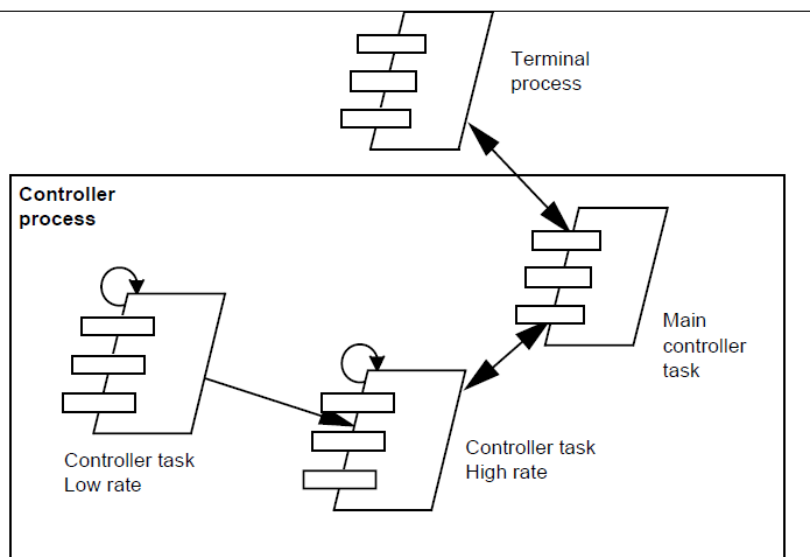 Terminal
process
Controller
process
Main
controller
task
Controller task
Low rate
Controller task
High rate